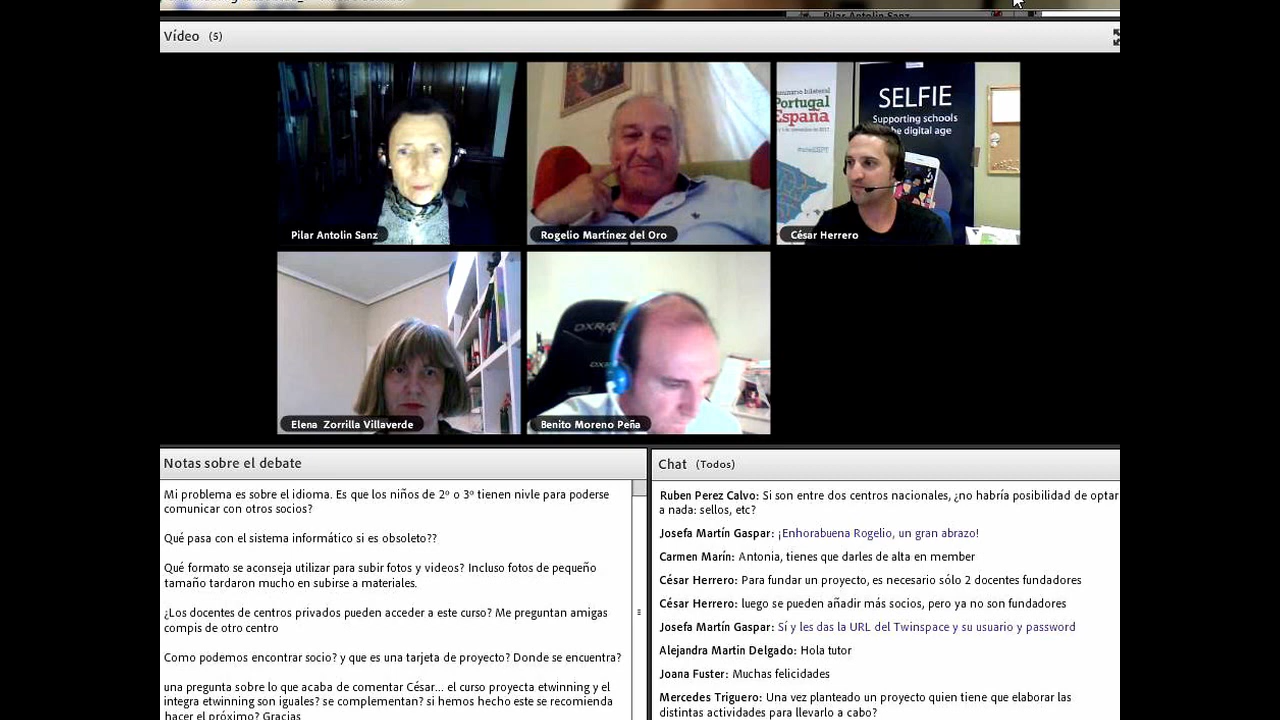 Pilar Antolin Sanz
Vídeo (5)
Portugal
España
SELFIE
Supporting schools
digital age
Pilar Antolin Sanz
Rogelio Martínez del Oro
César Herrero
Elena Zorrilla Villaverde
Benito Moreno Peña
Notas sobre el debate
Mi problema es sobre el idioma. Es que los niños de 2º o 3º tienen nivle para poderse
comunicar con otros socios?
Qué pasa con el sistema informático si es obsoleto??
Qué formato se aconseja utilizar para subir fotos y videos? Incluso fotos de pequeño
tamaño tardaron mucho en subirse a materiales.
¿Los docentes de centros privados pueden acceder a este curso? Me preguntan amigas
compis de otro centro
Como podemos encontrar socio? y que es una tarjeta de proyecto? Donde se encuentra?
una pregunta sobre lo que acaba de comentar César... el curso proyecta etwinning y el
integra etwinning son iguales? se complementan? si hemos hecho este se recomienda
hacer el próximo? Gracias
Chat (Todos)
Ruben Perez Calvo: Si son entre dos centros nacionales, ¿no habría posibilidad de optar
a nada: sellos, etc?
Josefa Martín Gaspar: ¡Enhorabuena Rogelio, un gran abrazo!
Carmen Marín: Antonia, tienes que darles de alta en member
César Herrero: Para fundar un proyecto, es necesario sólo 2 docentes fundadores
César Herrero: luego se pueden añadir más socios, pero ya no son fundadores
Josefa Martín Gaspar: Sí y les das la URL del Twinspace y su usuario y password
Alejandra Martín Delgado: Hola tutor
Joana Fuster: Muchas felicidades
Mercedes Triguero: Una vez planteado un proyecto quien tiene que elaborar las
distintas actividades para llevarlo a cabo?